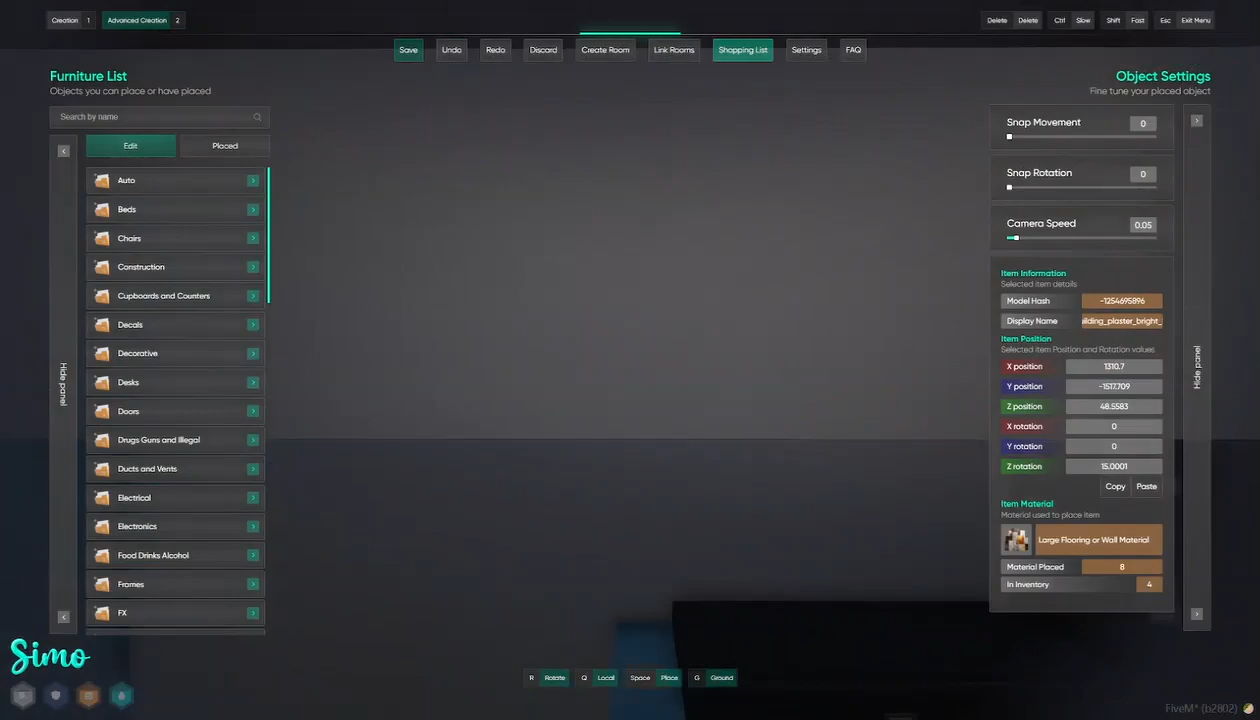 Creation 1 Advanced Creation 2 Delete Delete Ctrl Slow Shift Fast Esc Exit Menu
Save Undo Redo Discard Create Room Link Rooms Shopping List Settings FAQ
Furniture List
Objects you can place or have placed
Search by name
Edit Placed
Auto
Beds
Chairs
Construction
Cupboards and Counters
Decals
Decorative
Desks
Doors
Drugs Guns and Illegal
Ducts and Vents
Electrical
Electronics
Food Drinks Alcohol
Frames
FX
Hide panel
Object Settings
Fine tune your placed object
Snap Movement 0
Snap Rotation 0
Camera Speed 0.05
Item Information
Selected item details
Model Hash -1254695896
Display Name ilding_plaster_bright_
Item Position
Selected Item Position and Rotation values
X position 1310.7
Y position -1517.709
Z position 48.5583
X rotation 0
Y rotation 0
Z rotation 15.0001
Copy Paste
Item Material
Material used to place item
Large Flooring or Wall Material
Material Placed 8
In Inventory 4
Hide panel
Simo
R Rotate Q Local Space Place G Ground
FiveM* (b2802)